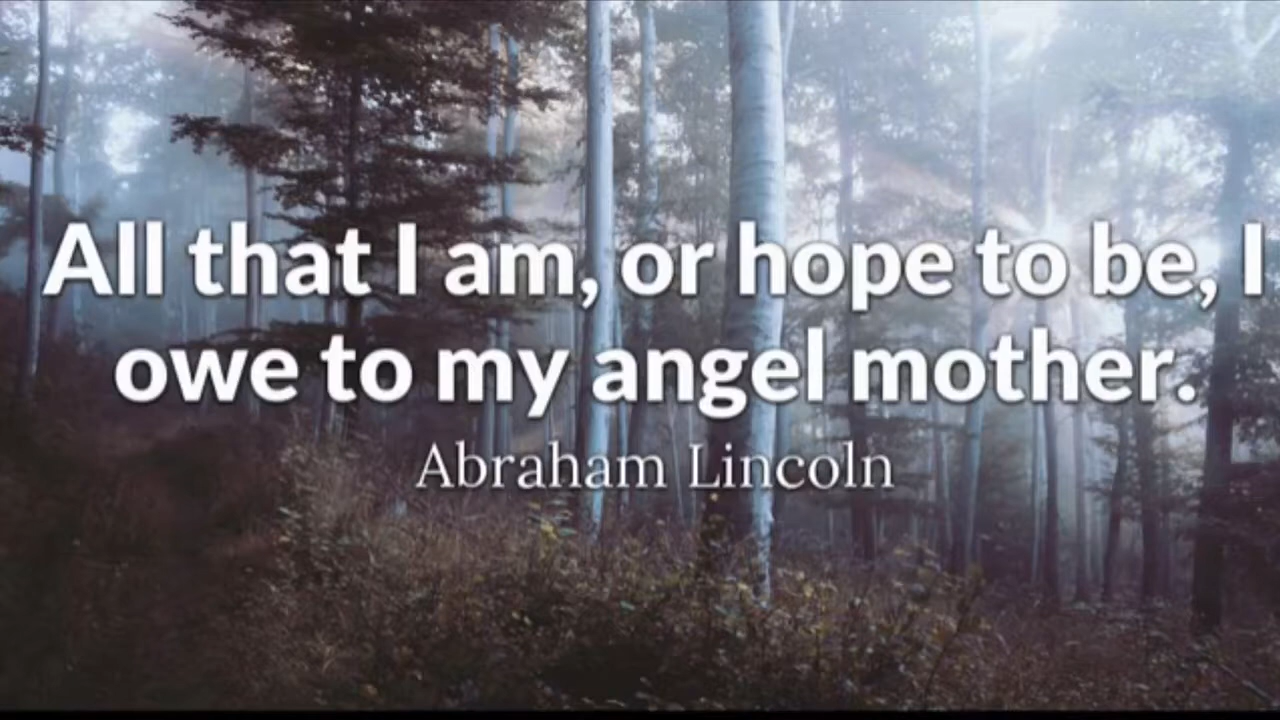 All that I am, or hope to be, I
owe to my angel mother.
Abraham Lincoln